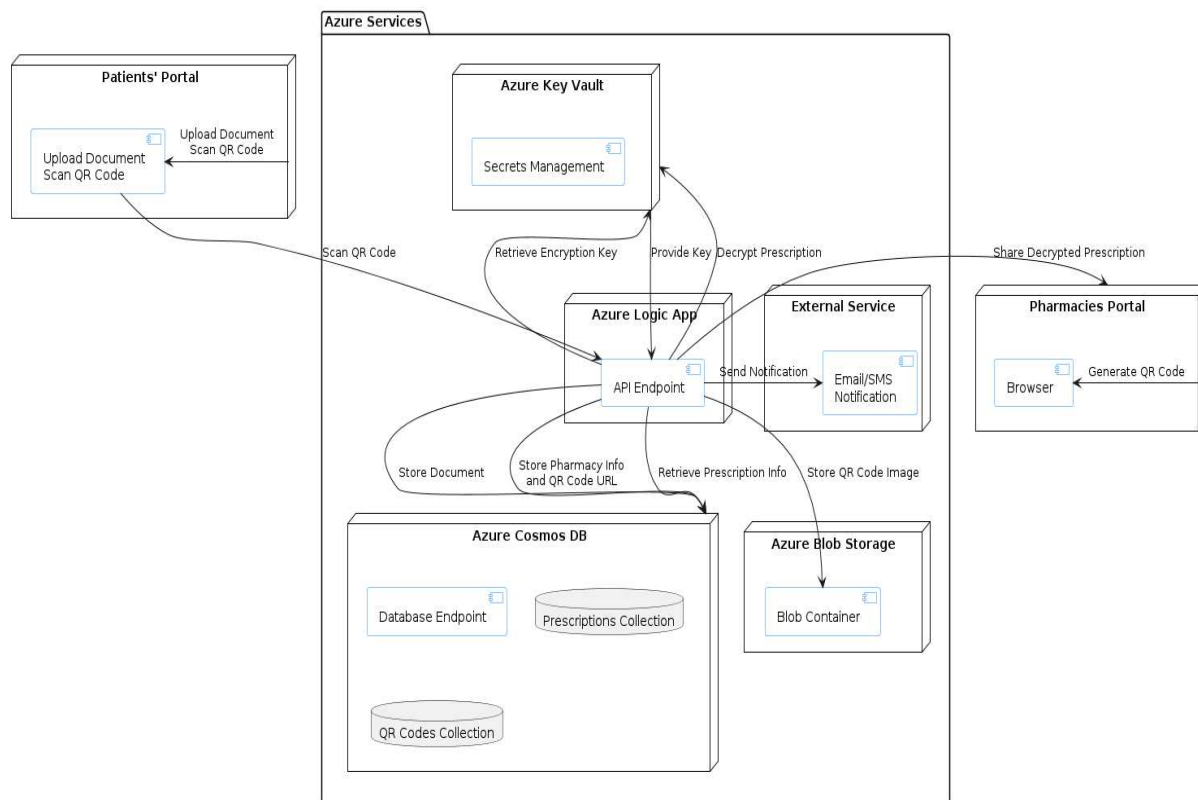 Azure Services
Patients' Portal
Upload Document
Scan QR Code
Upload Document
Scan QR Code
Azure Key Vault
Secrets Management
Scan QR Code
Retrieve Encryption Key
Provide Key
Decrypt Prescription
Share Decrypted Prescription
Azure Logic App
API Endpoint
External Service
Send Notification
Email/SMS
Notification
Pharmacies Portal
Browser
Generate QR Code
Store Document
Store Pharmacy Info
and QR Code URL
Retrieve Prescription Info
Store QR Code Image
Azure Cosmos DB
Database Endpoint
Prescriptions Collection
QR Codes Collection
Azure Blob Storage
Blob Container